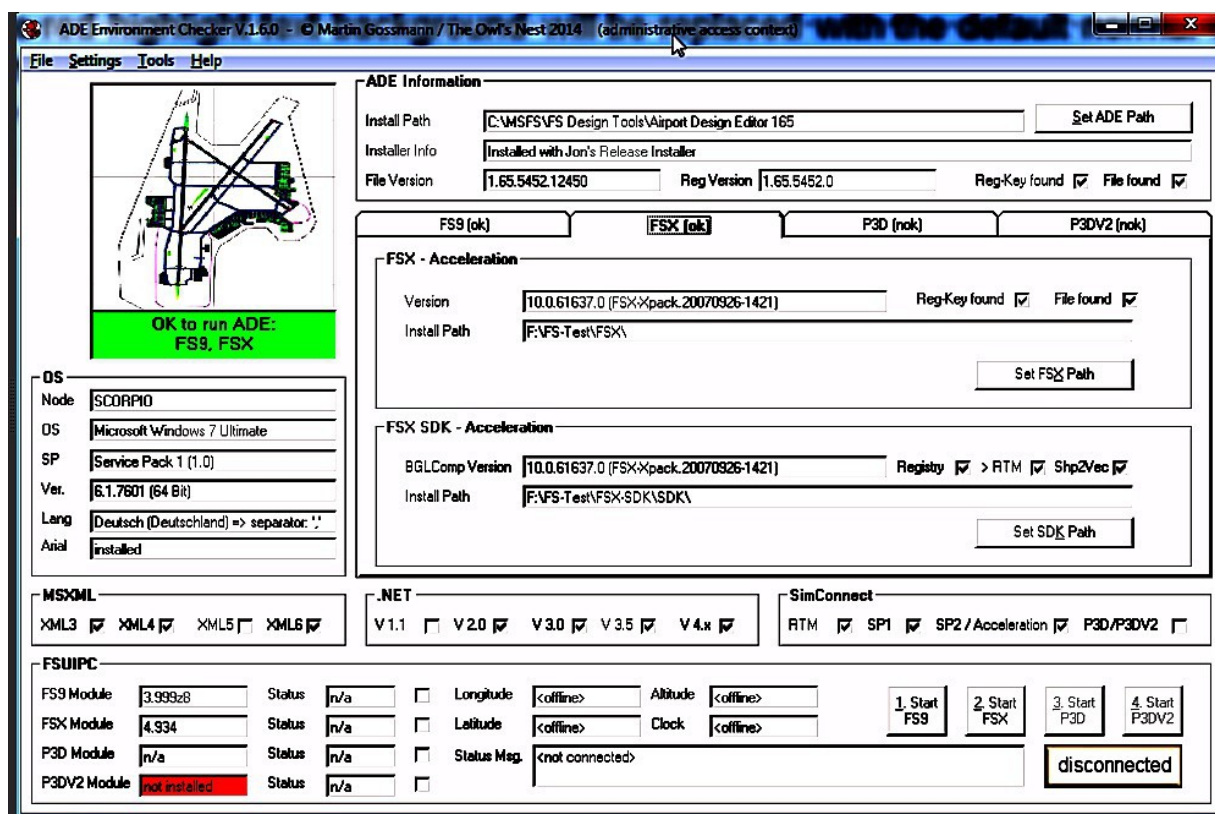 ADE Environment Checker V.1.6.0 - © Martin Gossmann / The Owl's Nest 2014 (administrative access context)
with the default
File Settings Tools Help
OK to run ADE:
FS9, FSX
ADE Information
Install Path C:\MSFS\FS Design Tools\Airport Design Editor 165 Set ADE Path
Installer Info Installed with Jon's Release Installer
File Version 1.65.5452.12450 Reg Version 1.65.5452.0 Reg-Key found File found
FS9 (ok) FSX (ok) P3D (nok) P3DV2 (nok)
FSX - Acceleration
Version 10.0.61637.0 (FSX-Xpack.20070926-1421) Reg-Key found File found
Install Path F:\FS-Test\FSX\
Set FSX Path
FSX SDK - Acceleration
BGLComp Version 10.0.61637.0 (FSX-Xpack.20070926-1421) Registry > RTM Shp2Vec
Install Path F:\FS-Test\FSX-SDK\SDK\
Set SDK Path
OS
Node SCORPIO
OS Microsoft Windows 7 Ultimate
SP Service Pack 1 (1.0)
Ver. 6.1.7601 (64 Bit)
Lang Deutsch (Deutschland) => separator: ','
Arial installed
MSXML
XML3 XML4 XML5 XML6
.NET
V 1.1 V 2.0 V 3.0 V 3.5 V 4.x
SimConnect
RTM SP1 SP2 / Acceleration P3D/P3DV2
FSUIPC
FS9 Module 3.999z8 Status n/a Longitude <offline> Altitude <offline>
FSX Module 4.934 Status n/a Latitude <offline> Clock <offline>
P3D Module n/a Status n/a Status Msg. <not connected>
P3DV2 Module not installed Status n/a
1. Start FS9
2. Start FSX
3. Start P3D
4. Start P3DV2
disconnected